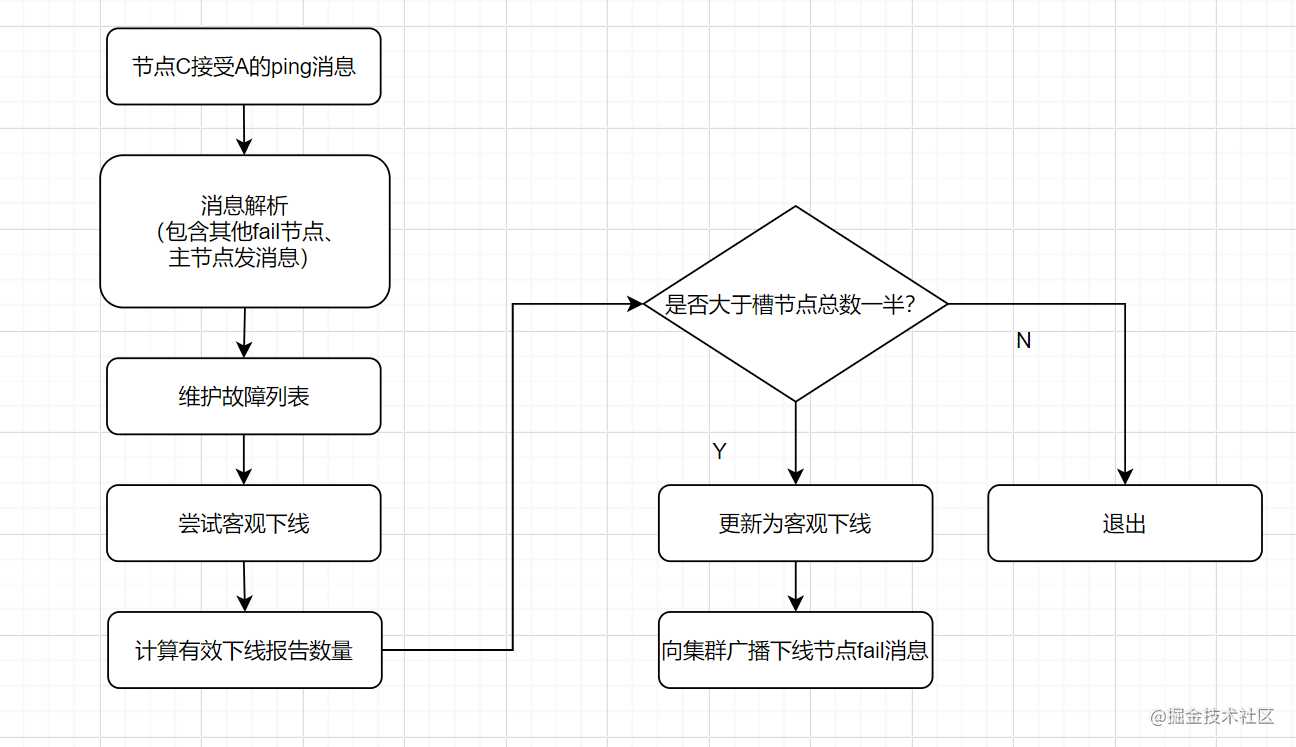 节点C接受A的ping消息
消息解析
（包含其他fail节点、
主节点发消息）
维护故障列表
尝试客观下线
计算有效下线报告数量
是否大于槽节点总数一半？
N
Y
更新为客观下线
退出
向集群广播下线节点fail消息
@掘金技术社区